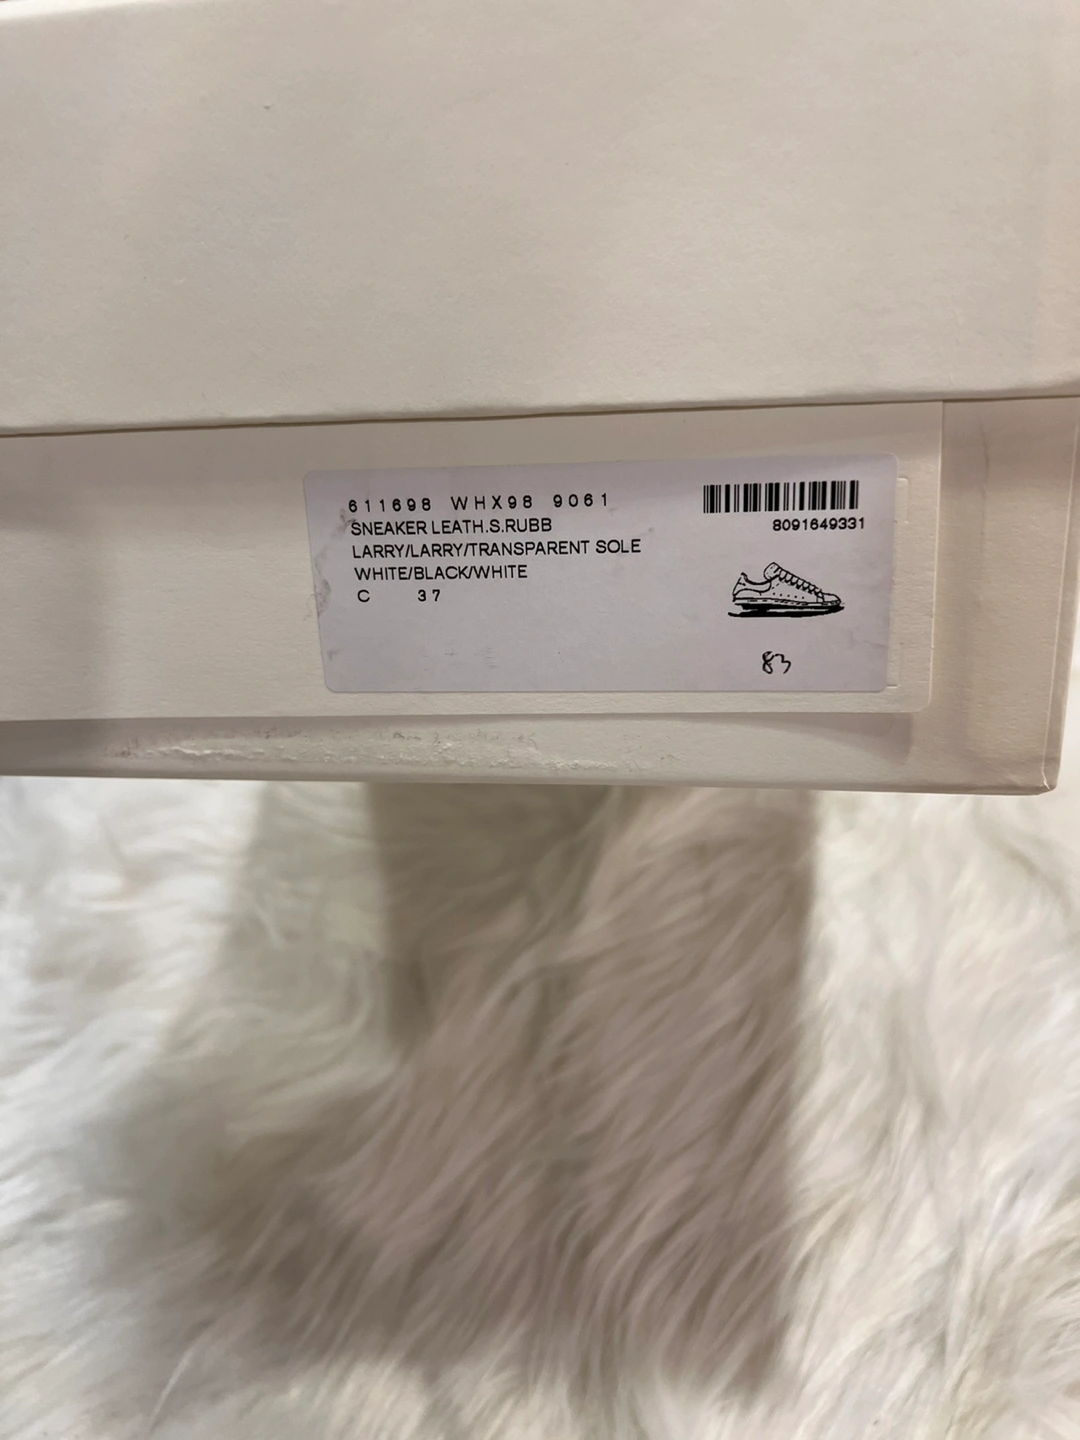 611698 WHX98 9061
SNEAKER LEATH.S.RUBB
LARRY/LARRY/TRANSPARENT SOLE
WHITE/BLACK/WHITE
C 37
8091649331
83